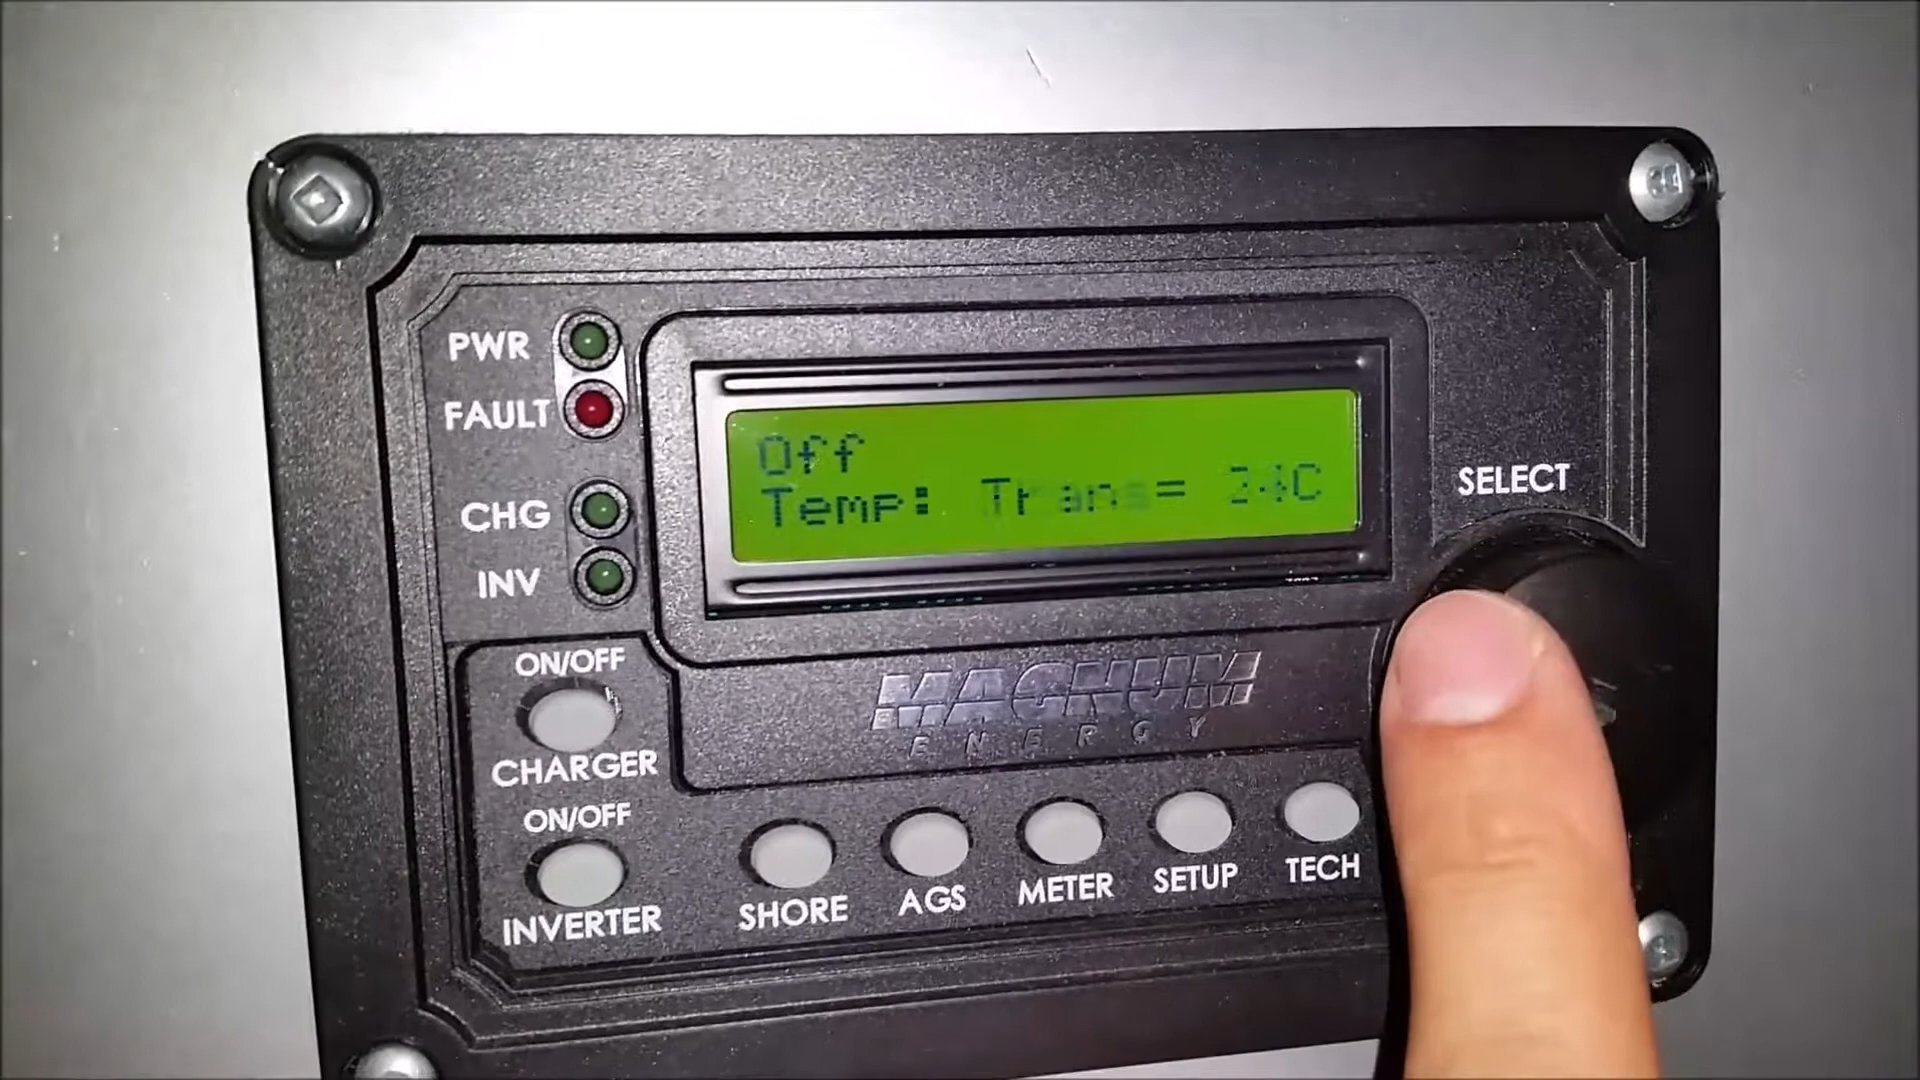 PWR
FAULT
CHG
INV
Off
Temp: Trans= 24C
SELECT
ON/OFF
CHARGER
ON/OFF
INVERTER
MAGNUM
ENERGY
SHORE
AGS
METER
SETUP
TECH